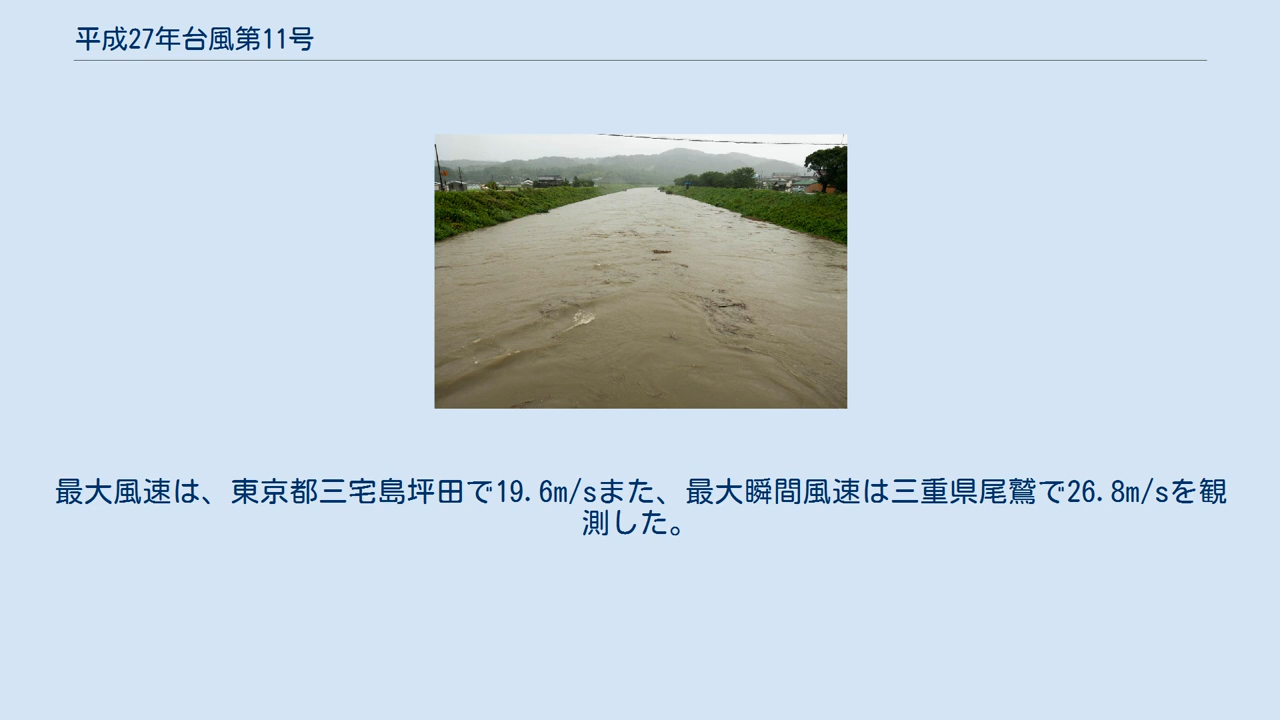 平成27年台風第11号
最大風速は、東京都三宅島坪田で19.6m/sまた、最大瞬間風速は三重県尾鷲で26.8m/sを観
測した。